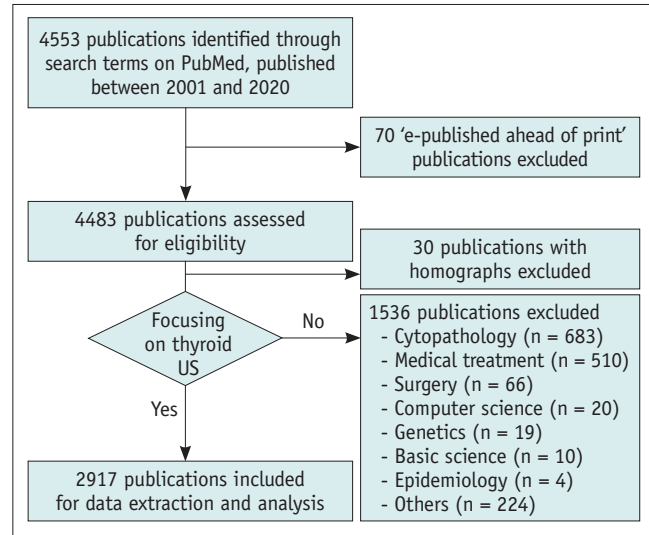 4553 publications identified through
search terms on PubMed, published
between 2001 and 2020
70 'e-published ahead of print'
publications excluded
4483 publications assessed
for eligibility
30 publications with
homographs excluded
Focusing
on thyroid
US
No
Yes
1536 publications excluded
- Cytopathology (n = 683)
- Medical treatment (n = 510)
- Surgery (n = 66)
- Computer science (n = 20)
- Genetics (n = 19)
- Basic science (n = 10)
- Epidemiology (n = 4)
- Others (n = 224)
2917 publications included
for data extraction and analysis